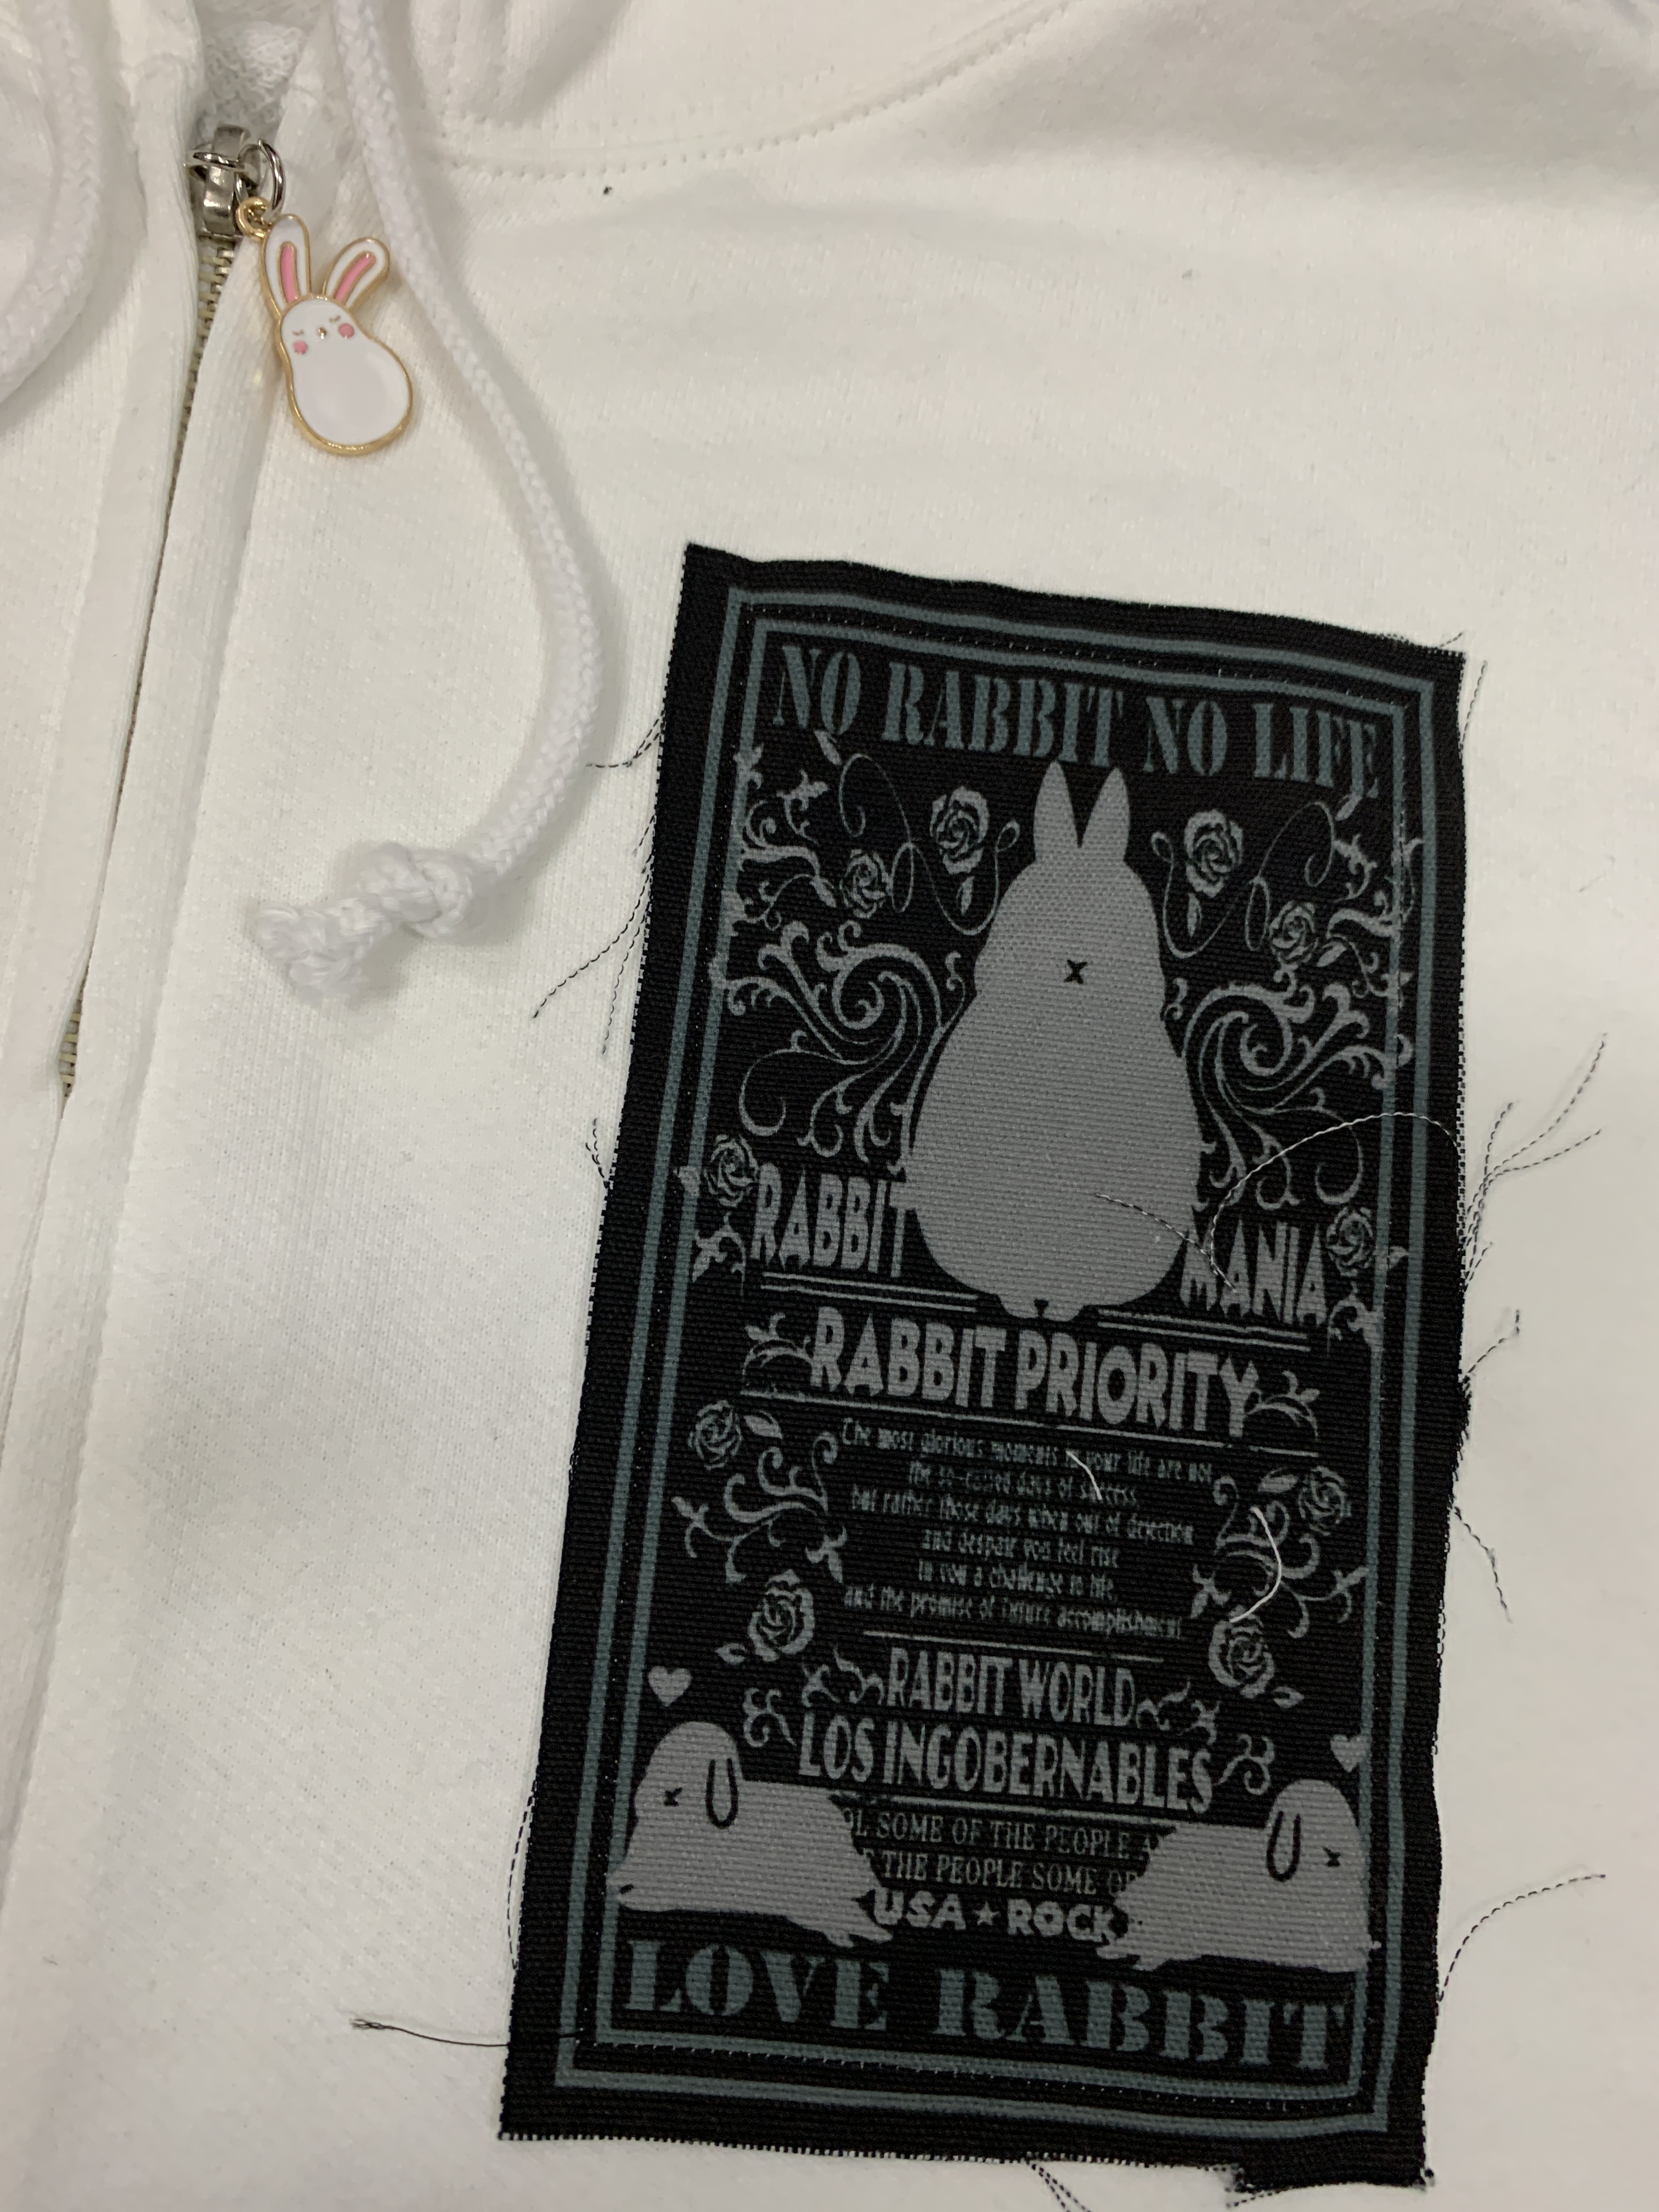 NO RABBIT NO LIFE
RABBIT MANIA
RABBIT PRIORITY
The most glorious moments in your life are not
the so-called days of success,
but rather those days when out of dejection
and despair you feel rise
in you a challenge to life,
and the promise of future accomplishment
RABBIT WORLD
LOS INGOBERNABLES
OL SOME OF THE PEOPLE A
THE PEOPLE SOME OF
USA★ROCK
LOVE RABBIT